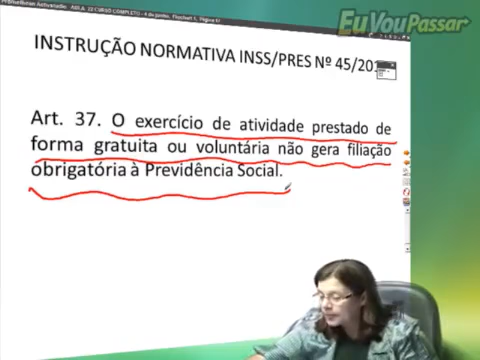 EuVouPassar
INSTRUÇÃO NORMATIVA INSS/PRES Nº 45/201
Art. 37. O exercício de atividade prestado de
forma gratuita ou voluntária não gera filiação
obrigatória à Previdência Social.